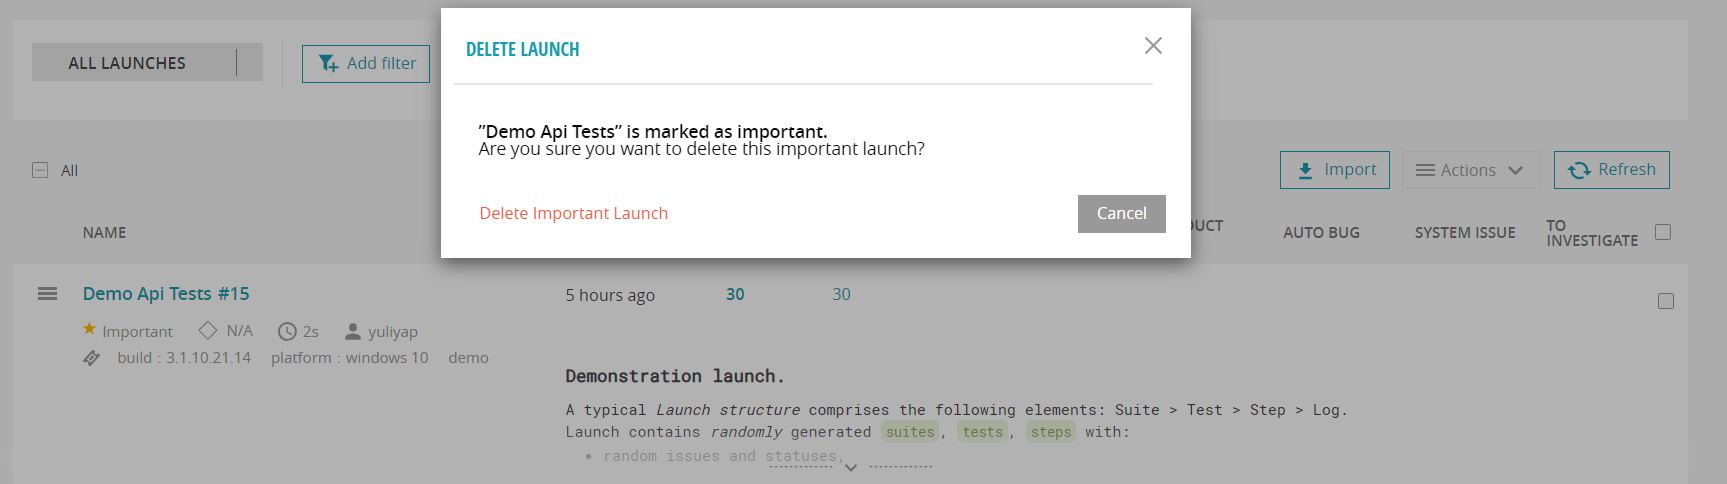 DELETE LAUNCH
ALL LAUNCHES
Add filter
”Demo Api Tests” is marked as important.
Are you sure you want to delete this important launch?
All
Import
Actions
Refresh
Delete Important Launch
Cancel
NAME
AUTO BUG
SYSTEM ISSUE
TO
INVESTIGATE
Demo Api Tests #15
5 hours ago
30
30
Important
N/A
2s
yuliyap
build : 3.1.10.21.14
platform : windows 10
demo
Demonstration launch.
A typical Launch structure comprises the following elements: Suite > Test > Step > Log.
Launch contains randomly generated suites, tests, steps with:
• random issues and statuses,